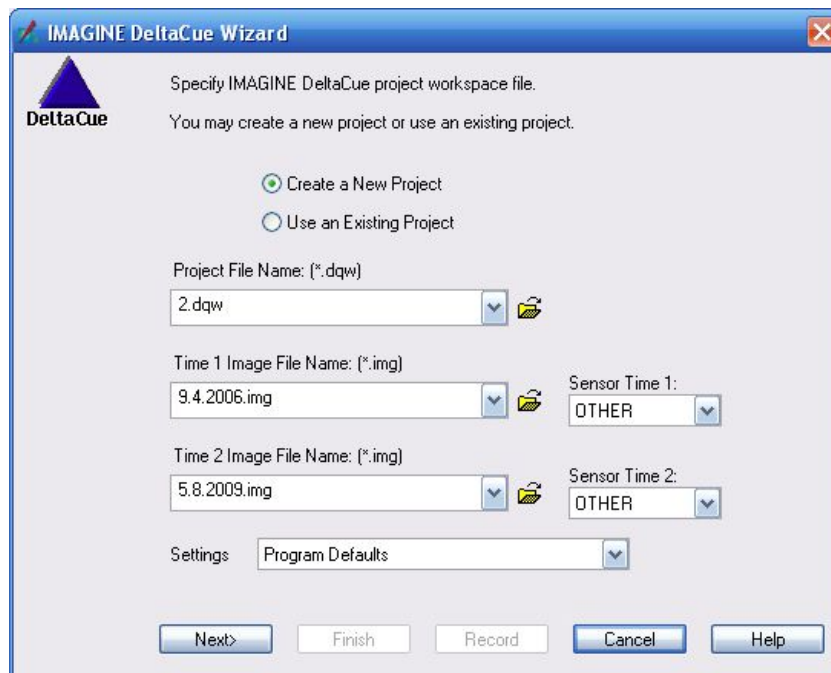 IMAGINE DeltaCue Wizard
DeltaCue
Specify IMAGINE DeltaCue project workspace file.
You may create a new project or use an existing project.
Create a New Project
Use an Existing Project
Project File Name: (*.dqw)
2.dqw
Time 1 Image File Name: (*.img)
Sensor Time 1:
9.4.2006.img
OTHER
Time 2 Image File Name: (*.img)
Sensor Time 2:
5.8.2009.img
OTHER
Settings Program Defaults
Next> Finish Record Cancel Help